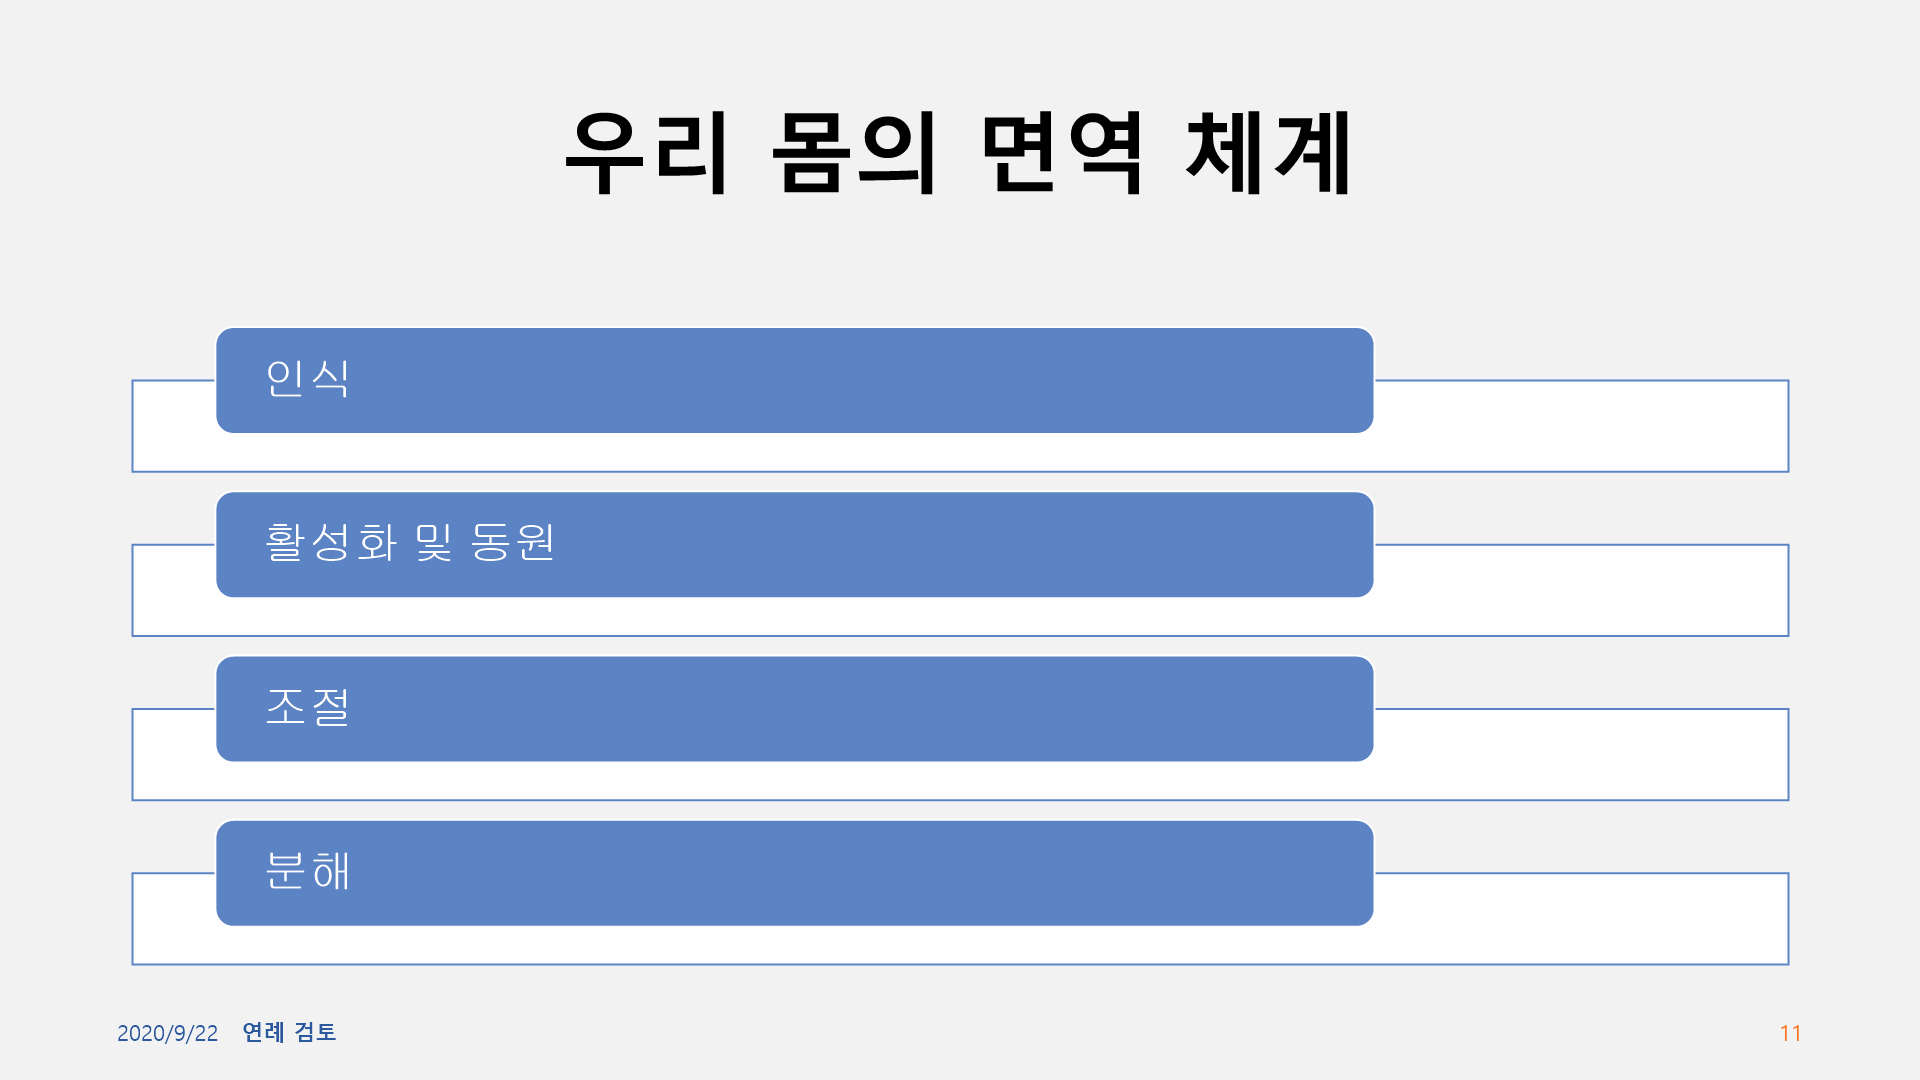 우리 몸의 면역 체계
인식
활성화 및 동원
조절
분해
2020/9/22 연례 검토 11